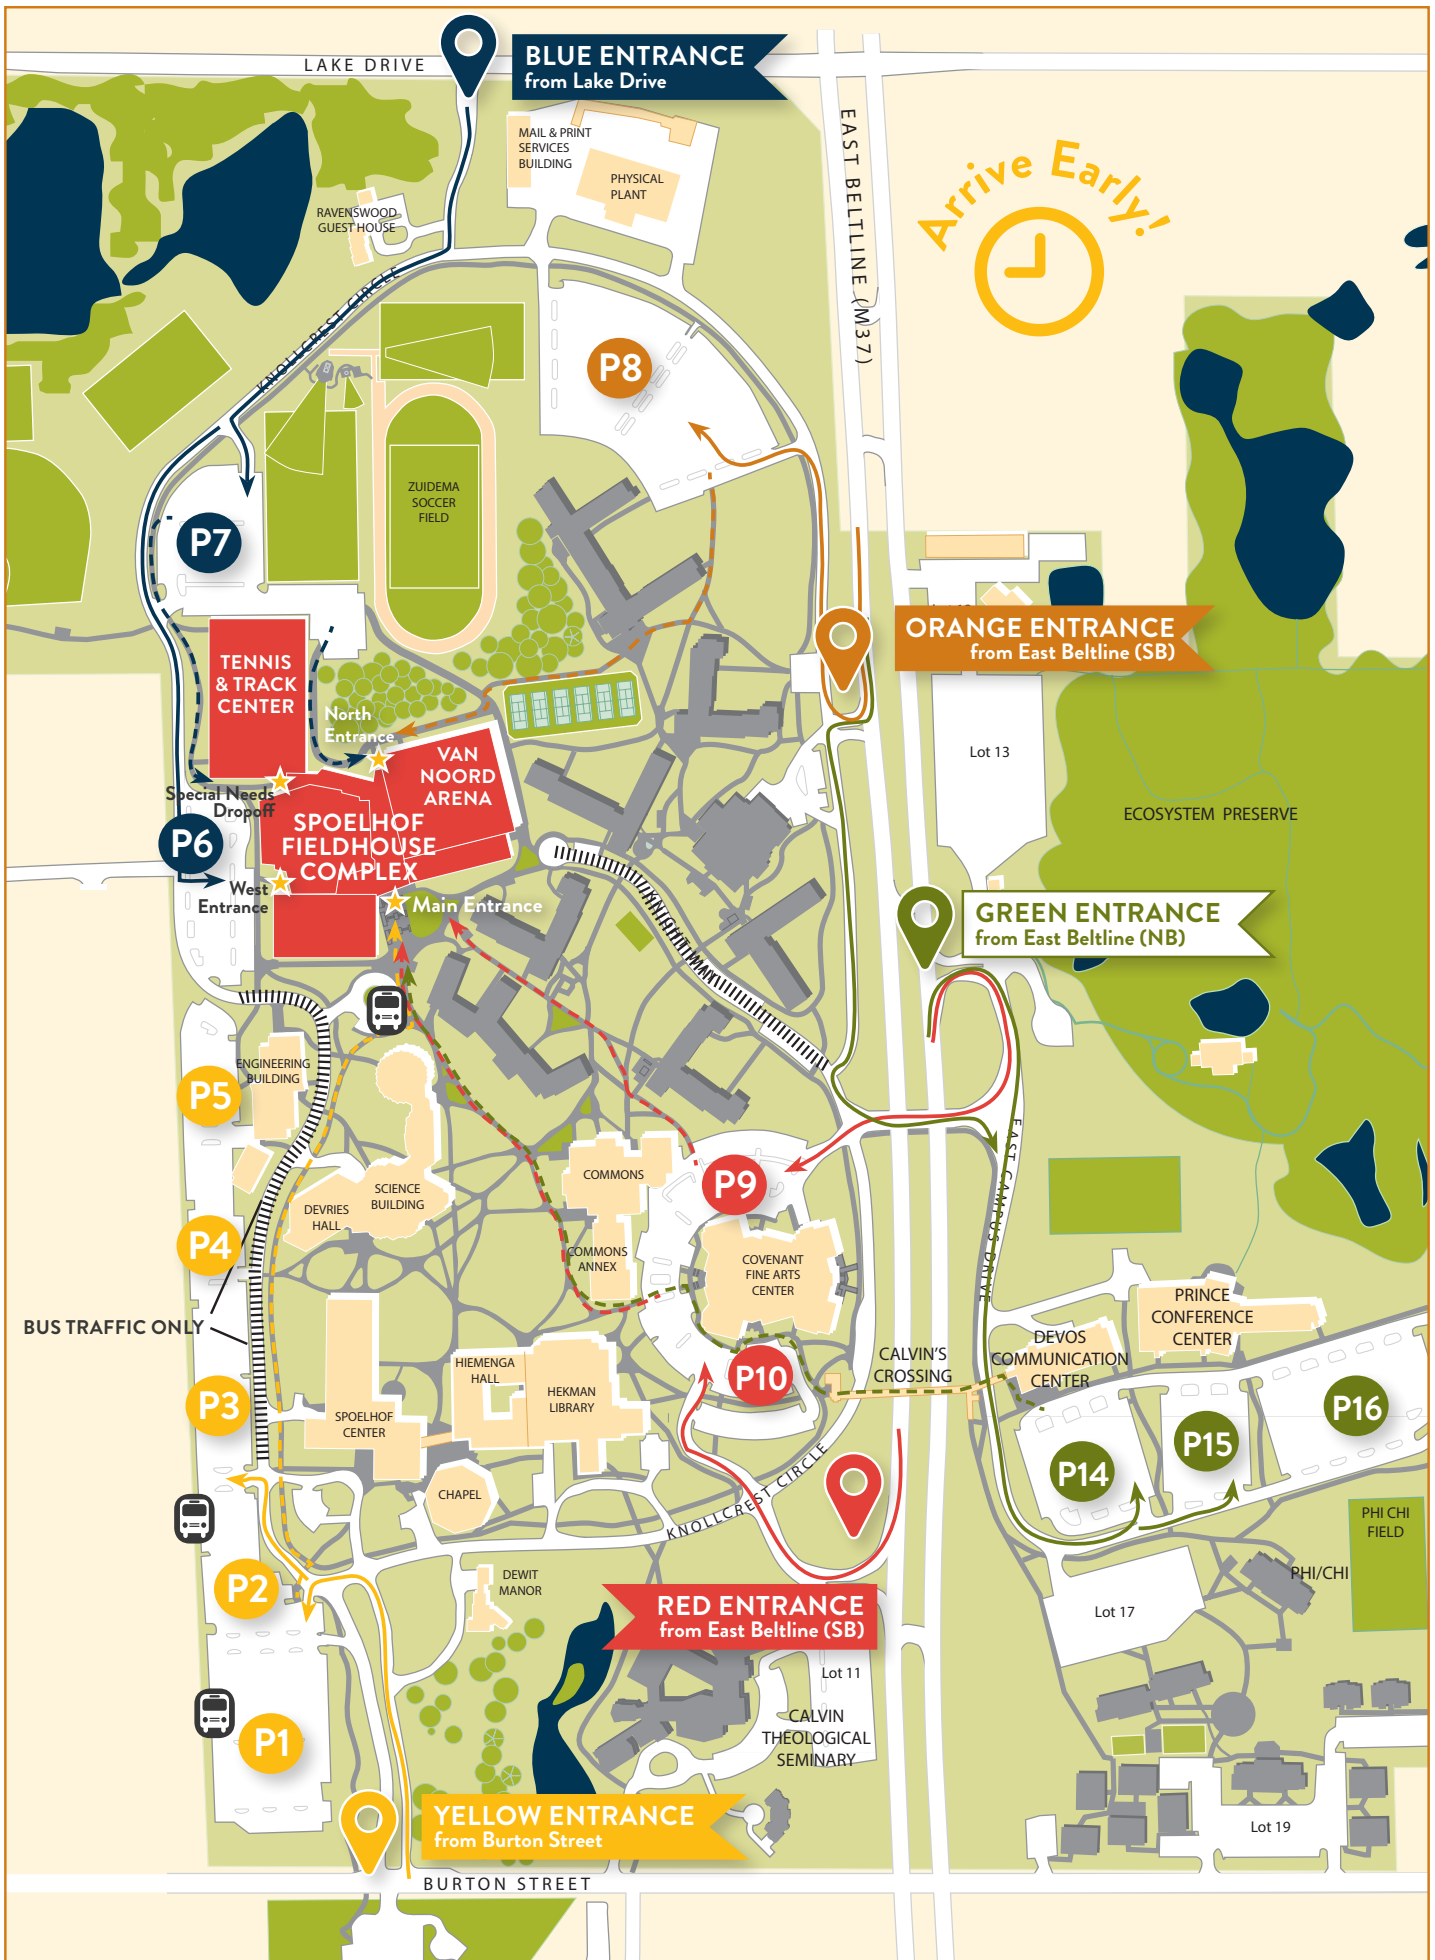 LAKE DRIVE
BLUE ENTRANCE
from Lake Drive
EAST BELTLINE (M37)
Arrive Early!
MAIL & PRINT
SERVICES
BUILDING
PHYSICAL
PLANT
RAVENSWOOD
GUEST HOUSE
KNOLLCREST CIRCLE
P8
ZUIDEMA
SOCCER
FIELD
P7
ORANGE ENTRANCE
from East Beltline (SB)
TENNIS
& TRACK
CENTER
North
Entrance
VAN
NOORD
ARENA
Lot 13
Special Needs
Dropoff
ECOSYSTEM PRESERVE
SPOELHOF
FIELDHOUSE
COMPLEX
P6
West
Entrance
Main Entrance
KNIGHT WAY
GREEN ENTRANCE
from East Beltline (NB)
ENGINEERING
BUILDING
P5
EAST CAMPUS DRIVE
COMMONS
P9
SCIENCE
BUILDING
DEVRIES
HALL
P4
COMMONS
ANNEX
COVENANT
FINE ARTS
CENTER
PRINCE
CONFERENCE
CENTER
BUS TRAFFIC ONLY
DEVOS
COMMUNICATION
CENTER
CALVIN'S
CROSSING
HIEMENGA
HALL
P10
HEKMAN
LIBRARY
P3
SPOELHOF
CENTER
P16
P15
P14
KNOLLCREST CIRCLE
CHAPEL
PHI CHI
FIELD
PHI/CHI
DEWIT
MANOR
P2
RED ENTRANCE
from East Beltline (SB)
Lot 17
Lot 11
CALVIN
THEOLOGICAL
SEMINARY
P1
YELLOW ENTRANCE
from Burton Street
Lot 19
BURTON STREET